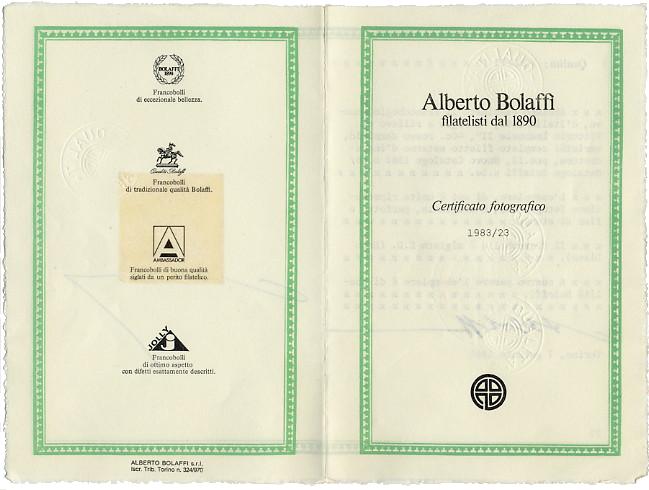 BOLAFFI
1890
Francobolli
di eccezionale bellezza.
Qualità Bolaffi
Francobolli
di tradizionale qualità Bolaffi.
AMBASSADOR
Francobolli di buona qualità
siglati da un perito filatelico.
JOLLY
Francobolli
di ottimo aspetto
con difetti esattamente descritti.
ALBERTO BOLAFFI s.r.l.
Iscr. Trib. Torino n. 324/970
Alberto Bolaffi
filatelisti dal 1890
Certificato fotografico
1983/23